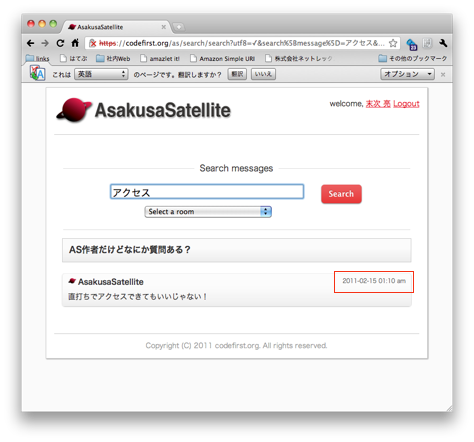 AsakusaSatellite
https://codefirst.org/as/search/search?utf8=✓&search%5Bmessage%5D=アクセス&
links はてぶ 社内Web amazlet it! Amazon Simple URI 株式会社ネットレック その他のブックマーク
これは 英語 のページです。翻訳しますか? 翻訳 いいえ オプション
AsakusaSatellite
welcome, 末次 亮 Logout
Search messages
アクセス Search
Select a room
AS作者だけどなにか質問ある?
AsakusaSatellite 2011-02-15 01:10 am
直打ちでアクセスできてもいいじゃない!
Copyright (C) 2011 codefirst.org. All rights reserved.